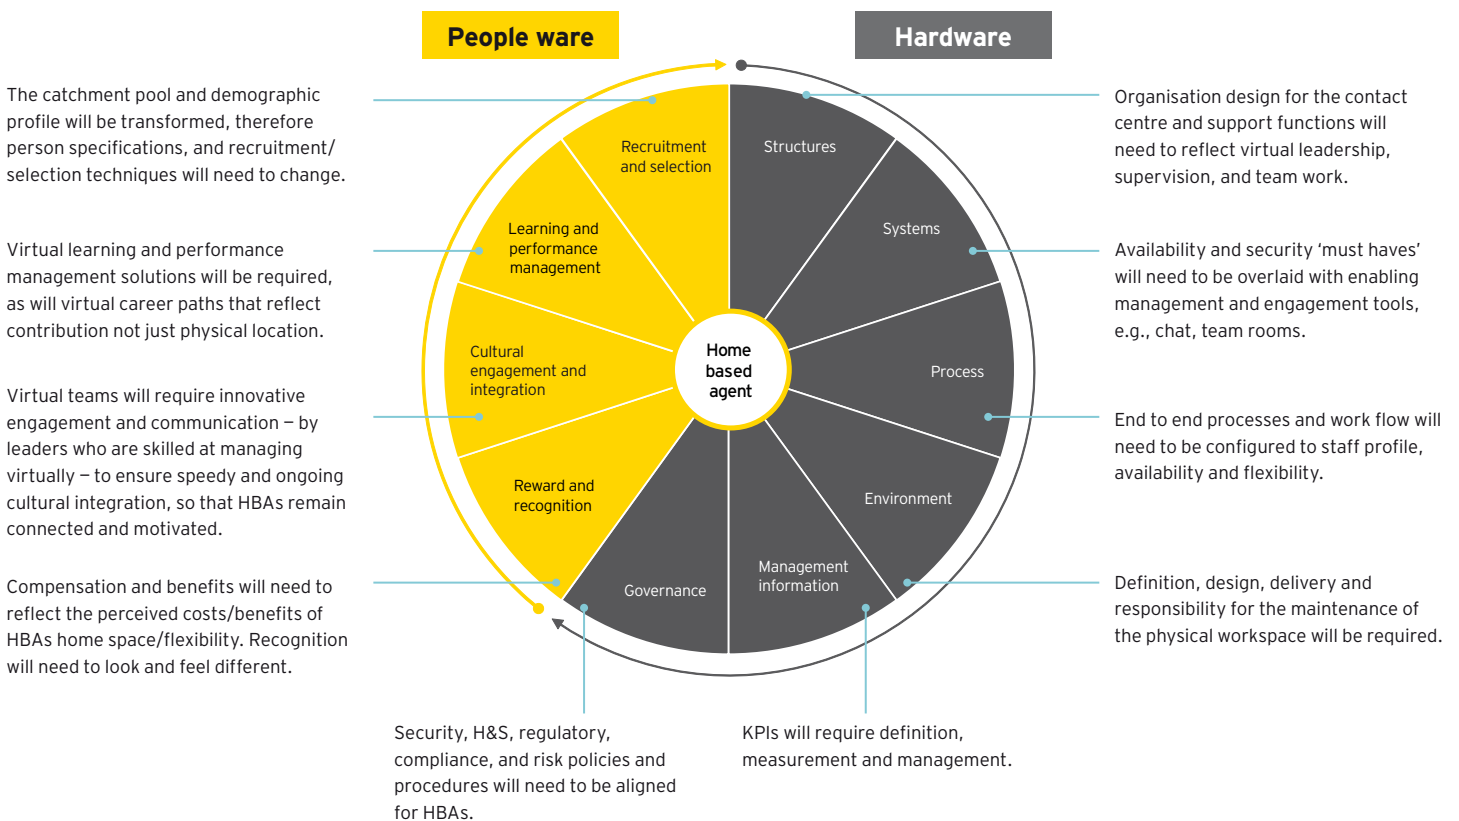 People ware
Hardware
The catchment pool and demographic
profile will be transformed, therefore
person specifications, and recruitment/
selection techniques will need to change.
Virtual learning and performance
management solutions will be required,
as will virtual career paths that reflect
contribution not just physical location.
Virtual teams will require innovative
engagement and communication – by
leaders who are skilled at managing
virtually – to ensure speedy and ongoing
cultural integration, so that HBAs remain
connected and motivated.
Compensation and benefits will need to
reflect the perceived costs/benefits of
HBAs home space/flexibility. Recognition
will need to look and feel different.
Recruitment
and selection
Learning and
performance
management
Cultural
engagement and
integration
Reward and
recognition
Home
based
agent
Structures
Systems
Process
Environment
Management
information
Governance
Organisation design for the contact
centre and support functions will
need to reflect virtual leadership,
supervision, and team work.
Availability and security ‘must haves’
will need to be overlaid with enabling
management and engagement tools,
e.g., chat, team rooms.
End to end processes and work flow will
need to be configured to staff profile,
availability and flexibility.
Definition, design, delivery and
responsibility for the maintenance of
the physical workspace will be required.
Security, H&S, regulatory,
compliance, and risk policies and
procedures will need to be aligned
for HBAs.
KPIs will require definition,
measurement and management.